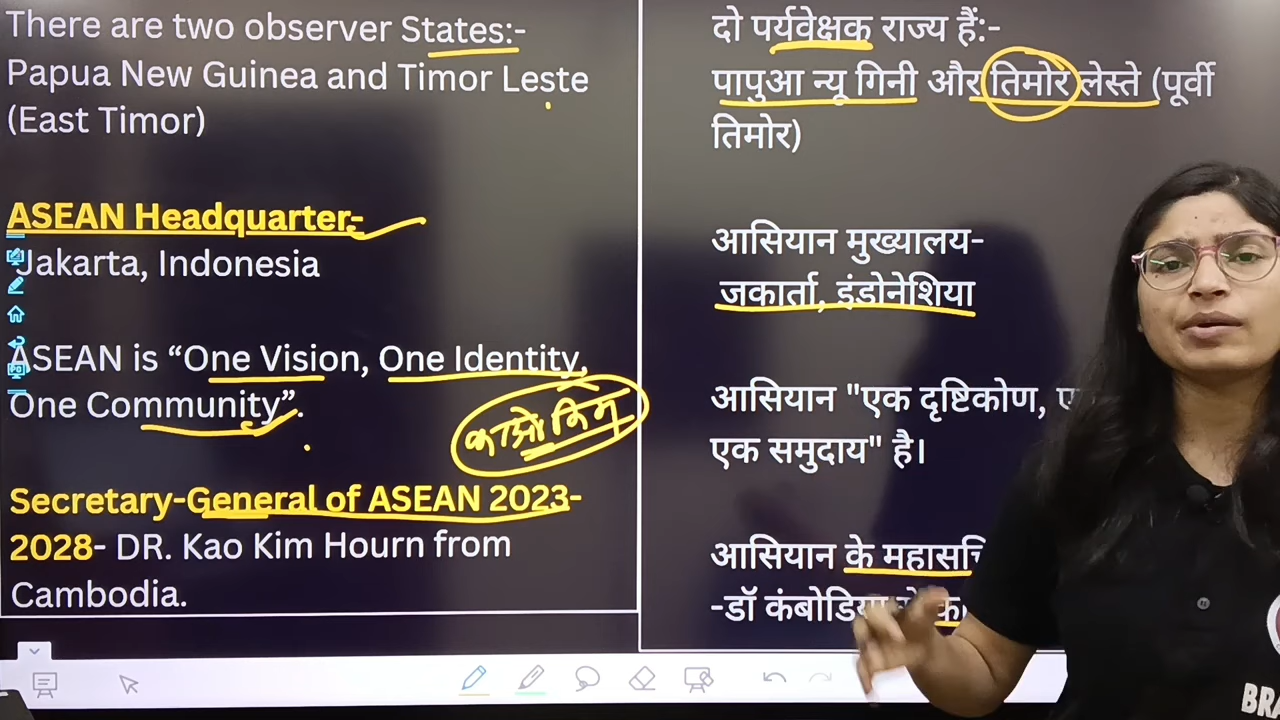 There are two observer States:-
Papua New Guinea and Timor Leste
(East Timor)
ASEAN Headquarter:-
Jakarta, Indonesia
ASEAN is “One Vision, One Identity,
One Community”.
काओ किम
Secretary-General of ASEAN 2023-
2028- DR. Kao Kim Hourn from
Cambodia.
दो पर्यवेक्षक राज्य हैं:-
पापुआ न्यू गिनी और तिमोर लेस्ते (पूर्वी
तिमोर)
आसियान मुख्यालय-
जकार्ता, इंडोनेशिया
आसियान "एक दृष्टिकोण,
एक समुदाय" है।
आसियान के
-डॉ
BRA